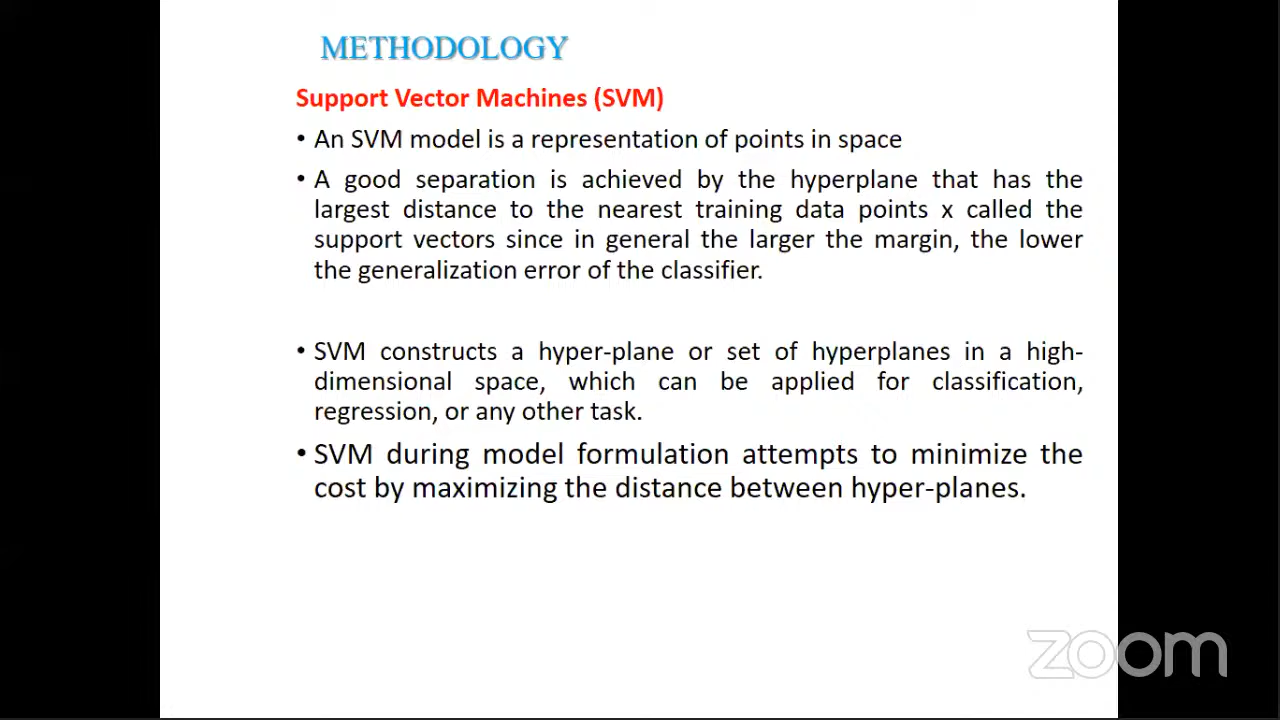 METHODOLOGY
Support Vector Machines (SVM)
• An SVM model is a representation of points in space
• A good separation is achieved by the hyperplane that has the
largest distance to the nearest training data points x called the
support vectors since in general the larger the margin, the lower
the generalization error of the classifier.
• SVM constructs a hyper-plane or set of hyperplanes in a high-
dimensional space, which can be applied for classification,
regression, or any other task.
• SVM during model formulation attempts to minimize the
cost by maximizing the distance between hyper-planes.
zoom